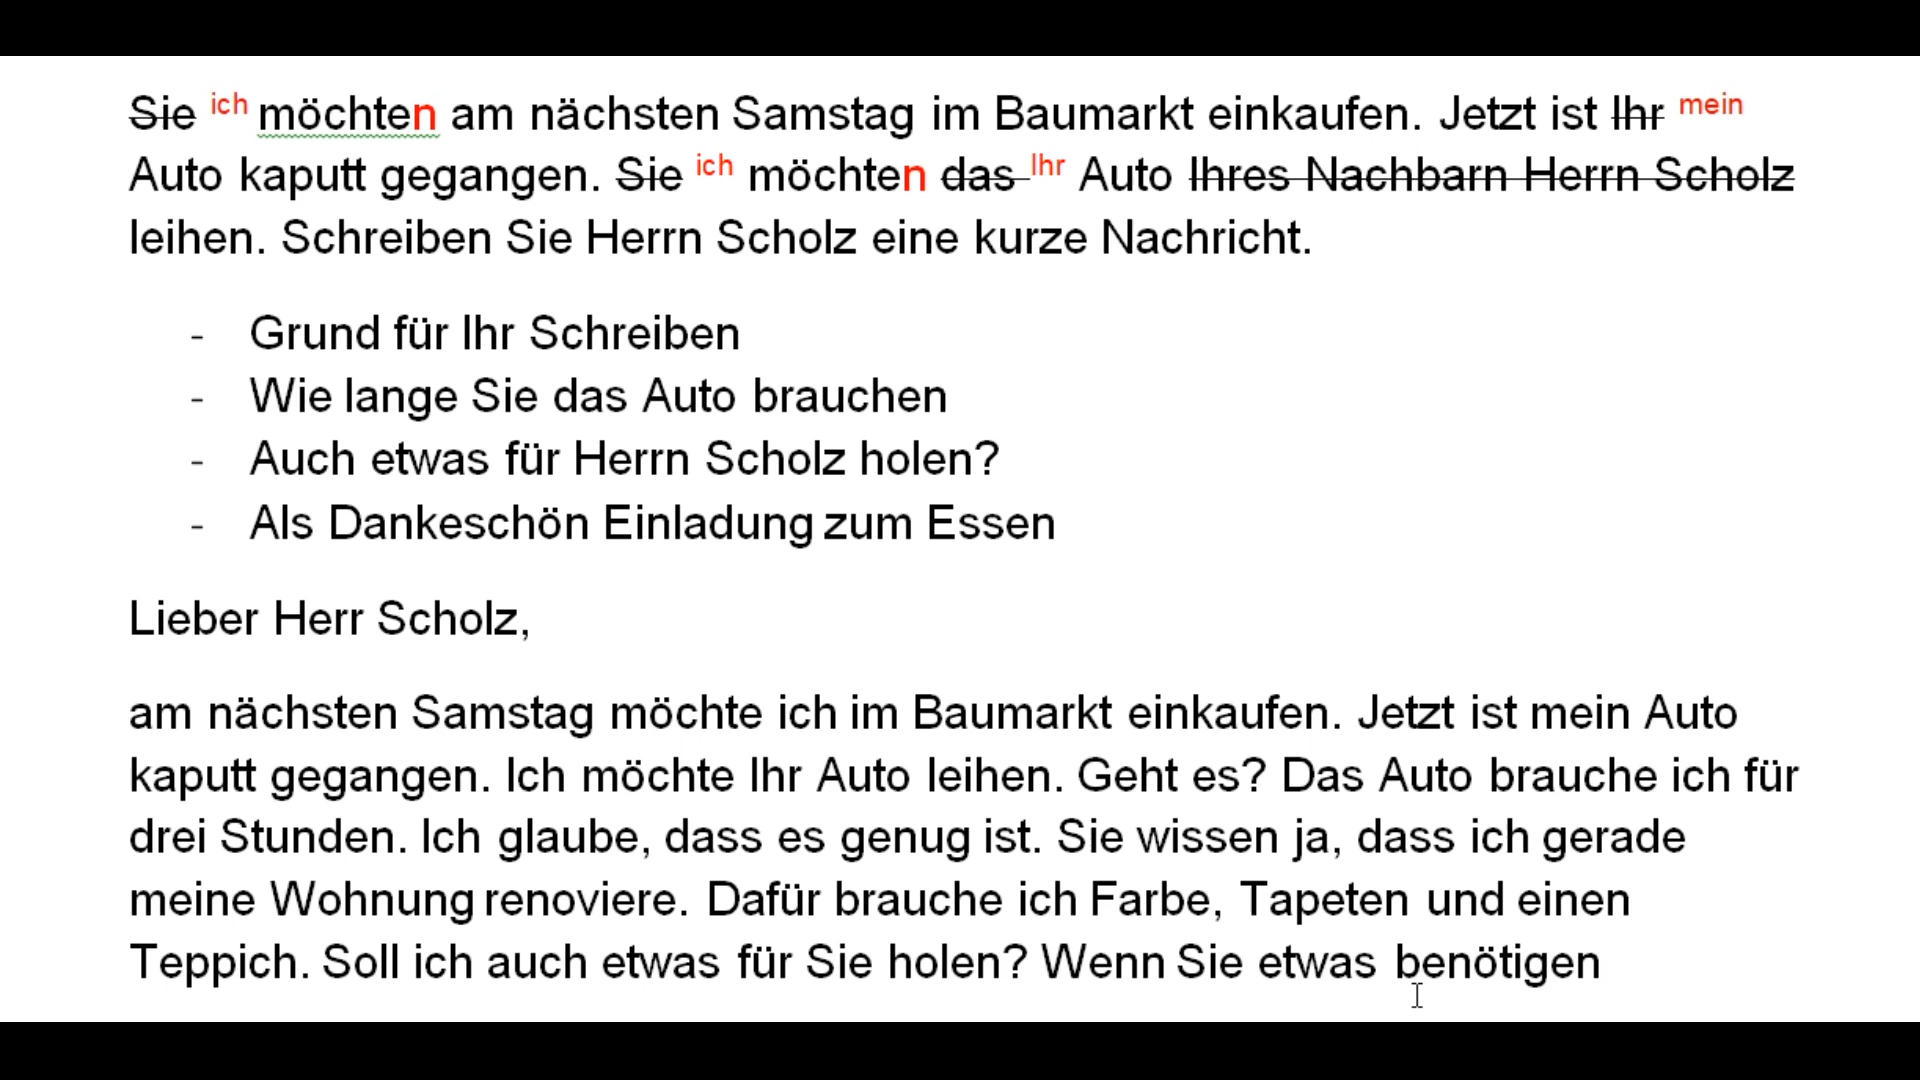 Sie ich möchten am nächsten Samstag im Baumarkt einkaufen. Jetzt ist Ihr mein
Auto kaputt gegangen. Sie ich möchten das Ihr Auto Ihres Nachbarn Herrn Scholz
leihen. Schreiben Sie Herrn Scholz eine kurze Nachricht.
- Grund für Ihr Schreiben
- Wie lange Sie das Auto brauchen
- Auch etwas für Herrn Scholz holen?
- Als Dankeschön Einladung zum Essen
Lieber Herr Scholz,
am nächsten Samstag möchte ich im Baumarkt einkaufen. Jetzt ist mein Auto
kaputt gegangen. Ich möchte Ihr Auto leihen. Geht es? Das Auto brauche ich für
drei Stunden. Ich glaube, dass es genug ist. Sie wissen ja, dass ich gerade
meine Wohnung renoviere. Dafür brauche ich Farbe, Tapeten und einen
Teppich. Soll ich auch etwas für Sie holen? Wenn Sie etwas benötigen